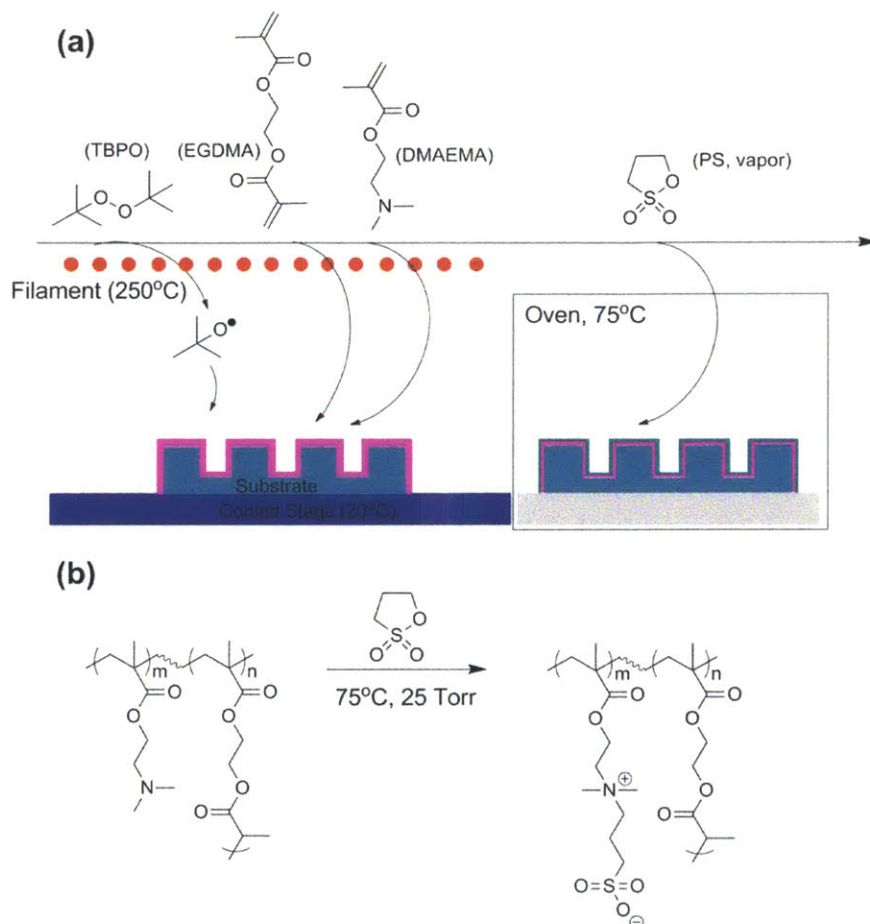 (a)
(TBPO) (EGDMA) (DMAEMA) (PS, vapor)
O
O
O
O
O
O
N
O
O
O
S
O
O
Filament (250°C)
O
Oven, 75°C
Substrate
Cooled Stage (20°C)
(b)
O
S
O O
75°C, 25 Torr
m n
O O
O O
N
O
O
m n
O O
O O
N
⊕
O
O
O S O
O
⊖